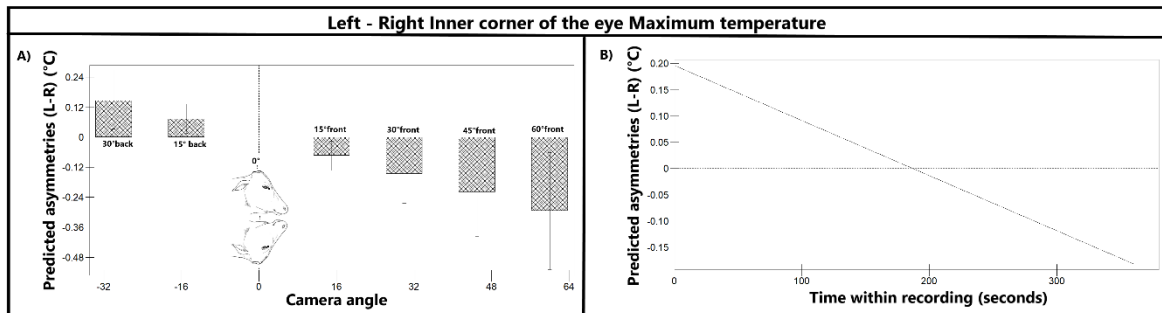 Left - Right Inner corner of the eye Maximum temperature
A)
Predicted asymmetries (L-R) (°C)
0.24
0.12
0
-0.12
-0.24
-0.36
-0.48
30°back
15° back
0°
15°front
30°front
45°front
60°front
-32
-16
0
16
32
48
64
Camera angle
B)
Predicted asymmetries (L-R) (°C)
0.20
0.15
0.10
0.05
0
-0.05
-0.10
-0.15
0
100
200
300
Time within recording (seconds)